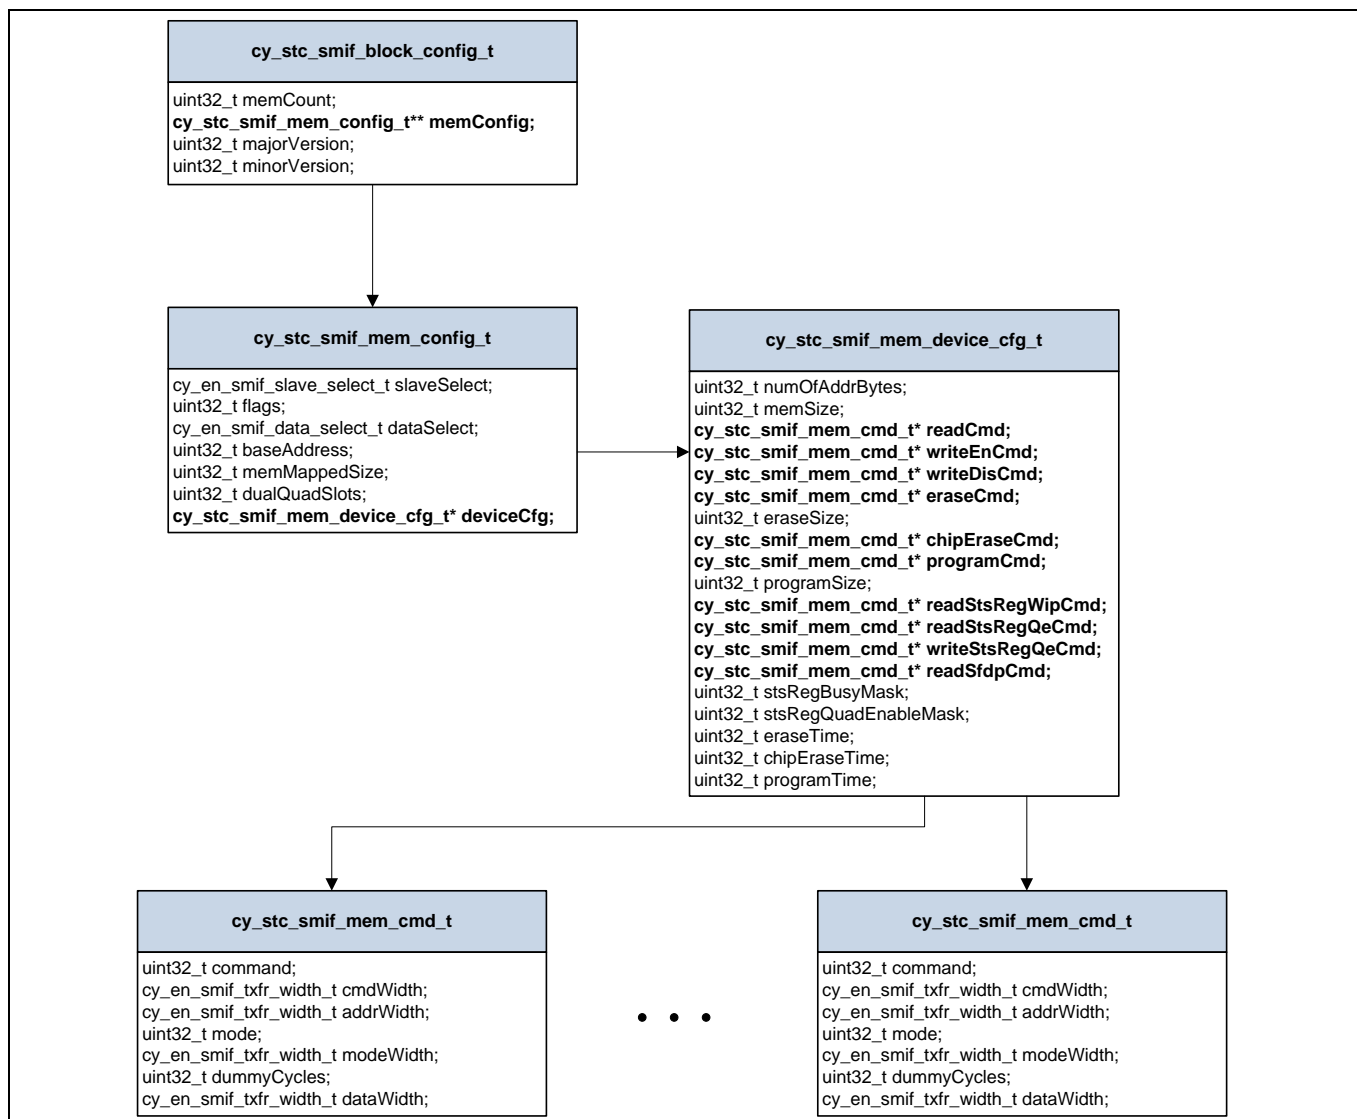 cy_stc_smif_block_config_t
uint32_t memCount;
cy_stc_smif_mem_config_t** memConfig;
uint32_t majorVersion;
uint32_t minorVersion;
cy_stc_smif_mem_config_t
cy_en_smif_slave_select_t slaveSelect;
uint32_t flags;
cy_en_smif_data_select_t dataSelect;
uint32_t baseAddress;
uint32_t memMappedSize;
uint32_t dualQuadSlots;
cy_stc_smif_mem_device_cfg_t* deviceCfg;
cy_stc_smif_mem_device_cfg_t
uint32_t numOfAddrBytes;
uint32_t memSize;
cy_stc_smif_mem_cmd_t* readCmd;
cy_stc_smif_mem_cmd_t* writeEnCmd;
cy_stc_smif_mem_cmd_t* writeDisCmd;
cy_stc_smif_mem_cmd_t* eraseCmd;
uint32_t eraseSize;
cy_stc_smif_mem_cmd_t* chipEraseCmd;
cy_stc_smif_mem_cmd_t* programCmd;
uint32_t programSize;
cy_stc_smif_mem_cmd_t* readStsRegWipCmd;
cy_stc_smif_mem_cmd_t* readStsRegQeCmd;
cy_stc_smif_mem_cmd_t* writeStsRegQeCmd;
cy_stc_smif_mem_cmd_t* readSfdpCmd;
uint32_t stsRegBusyMask;
uint32_t stsRegQuadEnableMask;
uint32_t eraseTime;
uint32_t chipEraseTime;
uint32_t programTime;
cy_stc_smif_mem_cmd_t
uint32_t command;
cy_en_smif_txfr_width_t cmdWidth;
cy_en_smif_txfr_width_t addrWidth;
uint32_t mode;
cy_en_smif_txfr_width_t modeWidth;
uint32_t dummyCycles;
cy_en_smif_txfr_width_t dataWidth;
• • •
cy_stc_smif_mem_cmd_t
uint32_t command;
cy_en_smif_txfr_width_t cmdWidth;
cy_en_smif_txfr_width_t addrWidth;
uint32_t mode;
cy_en_smif_txfr_width_t modeWidth;
uint32_t dummyCycles;
cy_en_smif_txfr_width_t dataWidth;